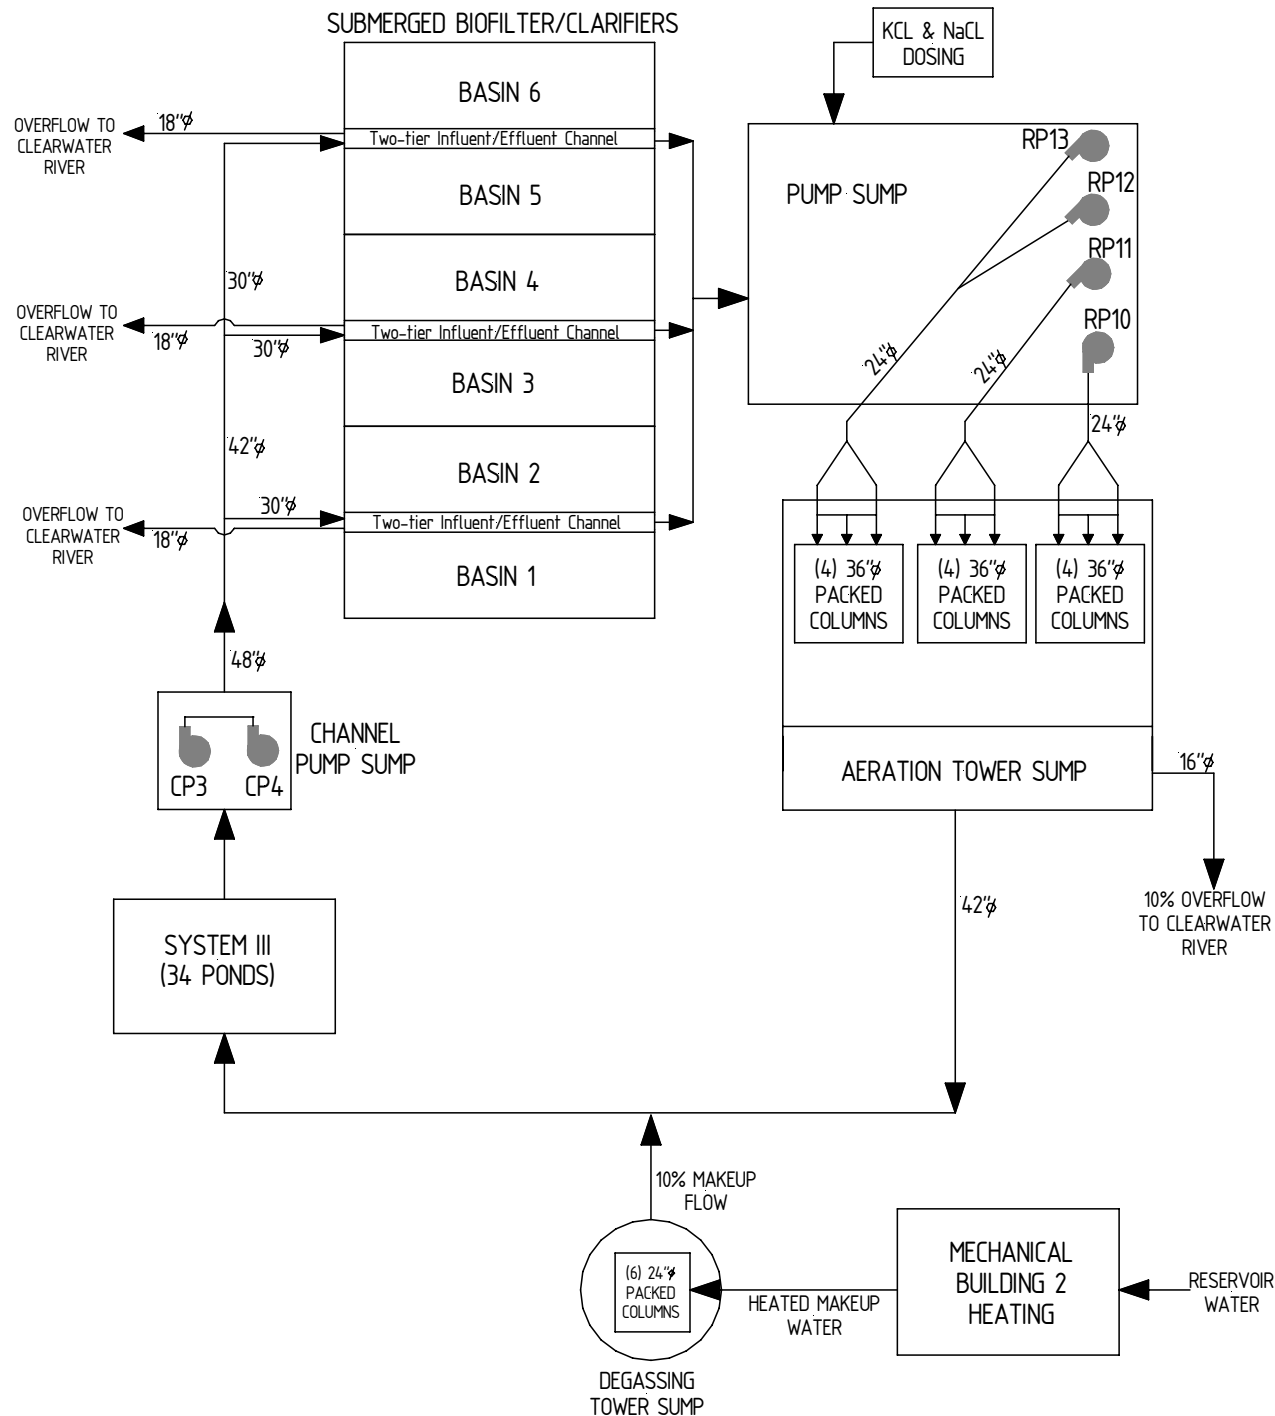 SUBMERGED BIOFILTER/CLARIFIERS
BASIN 6
Two-tier Influent/Effluent Channel
BASIN 5
BASIN 4
Two-tier Influent/Effluent Channel
BASIN 3
BASIN 2
Two-tier Influent/Effluent Channel
BASIN 1
OVERFLOW TO
CLEARWATER
RIVER
18"ϕ
30"ϕ
OVERFLOW TO
CLEARWATER
RIVER
18"ϕ
30"ϕ
42"ϕ
OVERFLOW TO
CLEARWATER
RIVER
18"ϕ
30"ϕ
48"ϕ
KCL & NaCL
DOSING
PUMP SUMP
RP13
RP12
RP11
RP10
24"ϕ
24"ϕ
24"ϕ
(4) 36"ϕ
PACKED
COLUMNS
(4) 36"ϕ
PACKED
COLUMNS
(4) 36"ϕ
PACKED
COLUMNS
AERATION TOWER SUMP
16"ϕ
10% OVERFLOW
TO CLEARWATER
RIVER
42"ϕ
CP3
CP4
CHANNEL
PUMP SUMP
SYSTEM III
(34 PONDS)
10% MAKEUP
FLOW
(6) 24"ϕ
PACKED
COLUMNS
DEGASSING
TOWER SUMP
HEATED MAKEUP
WATER
MECHANICAL
BUILDING 2
HEATING
RESERVOIR
WATER